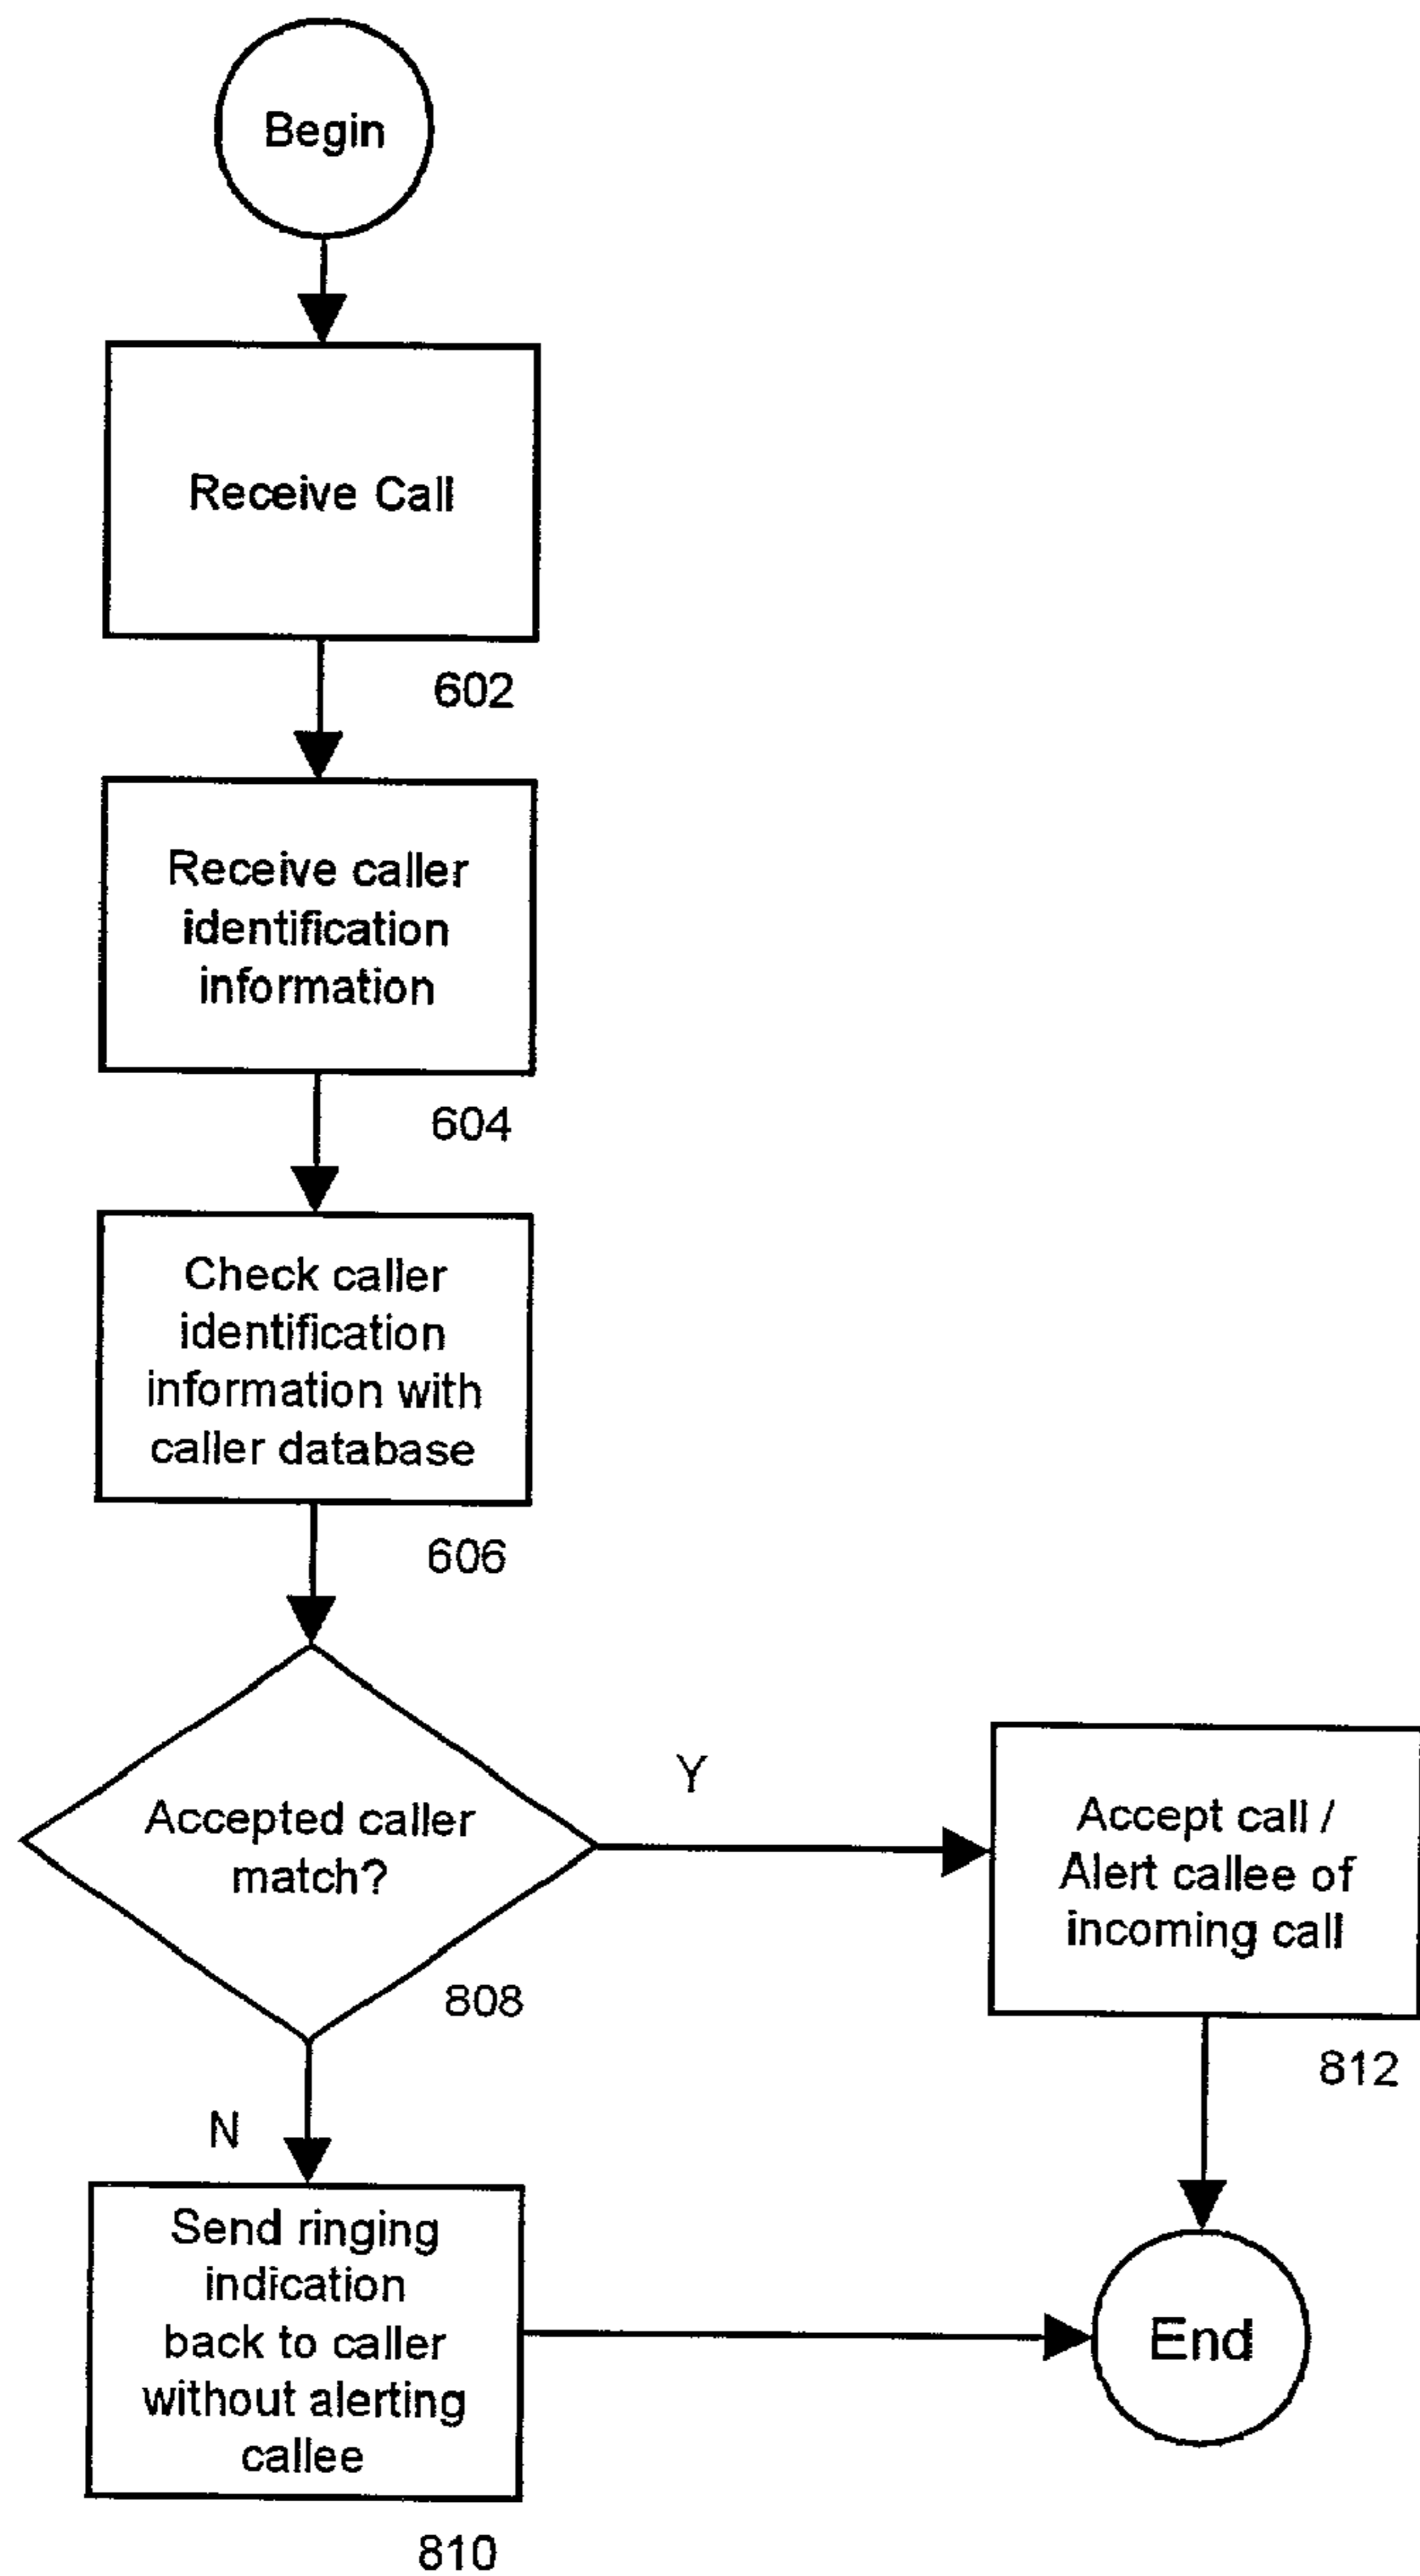 Begin
Receive Call
602
Receive caller
identification
information
604
Check caller
identification
information with
caller database
606
Accepted caller
match?
808
Y
Accept call /
Alert callee of
incoming call
812
N
Send ringing
indication
back to caller
without alerting
callee
810
End